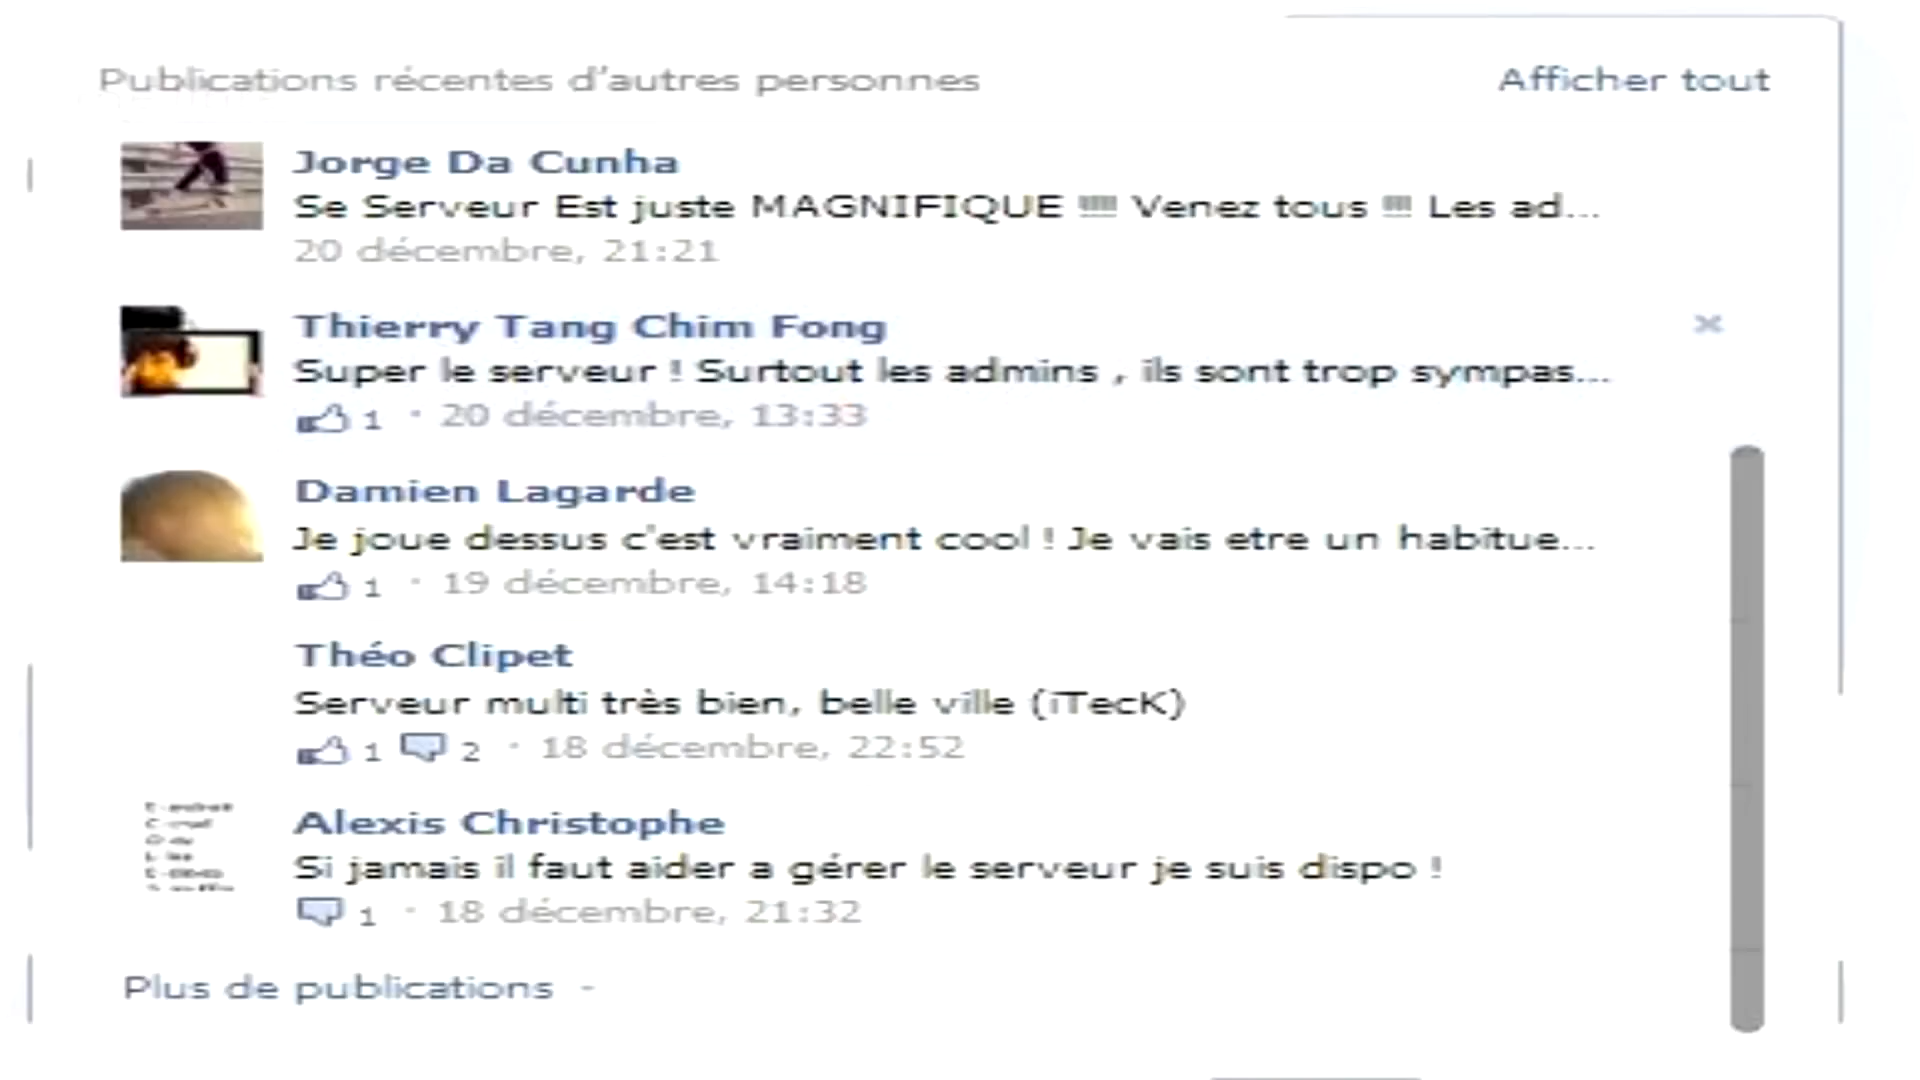 Publications récentes d'autres personnes
Afficher tout
Jorge Da Cunha
Se Serveur Est juste MAGNIFIQUE !!!! Venez tous !!! Les ad...
20 décembre, 21:21
Thierry Tang Chim Fong
Super le serveur ! Surtout les admins , ils sont trop sympas...
1 · 20 décembre, 13:33
Damien Lagarde
Je joue dessus c'est vraiment cool ! Je vais etre un habitue...
1 · 19 décembre, 14:18
Théo Clipet
Serveur multi très bien, belle ville (iTecK)
1 2 · 18 décembre, 22:52
Alexis Christophe
Si jamais il faut aider a gérer le serveur je suis dispo !
1 · 18 décembre, 21:32
Plus de publications